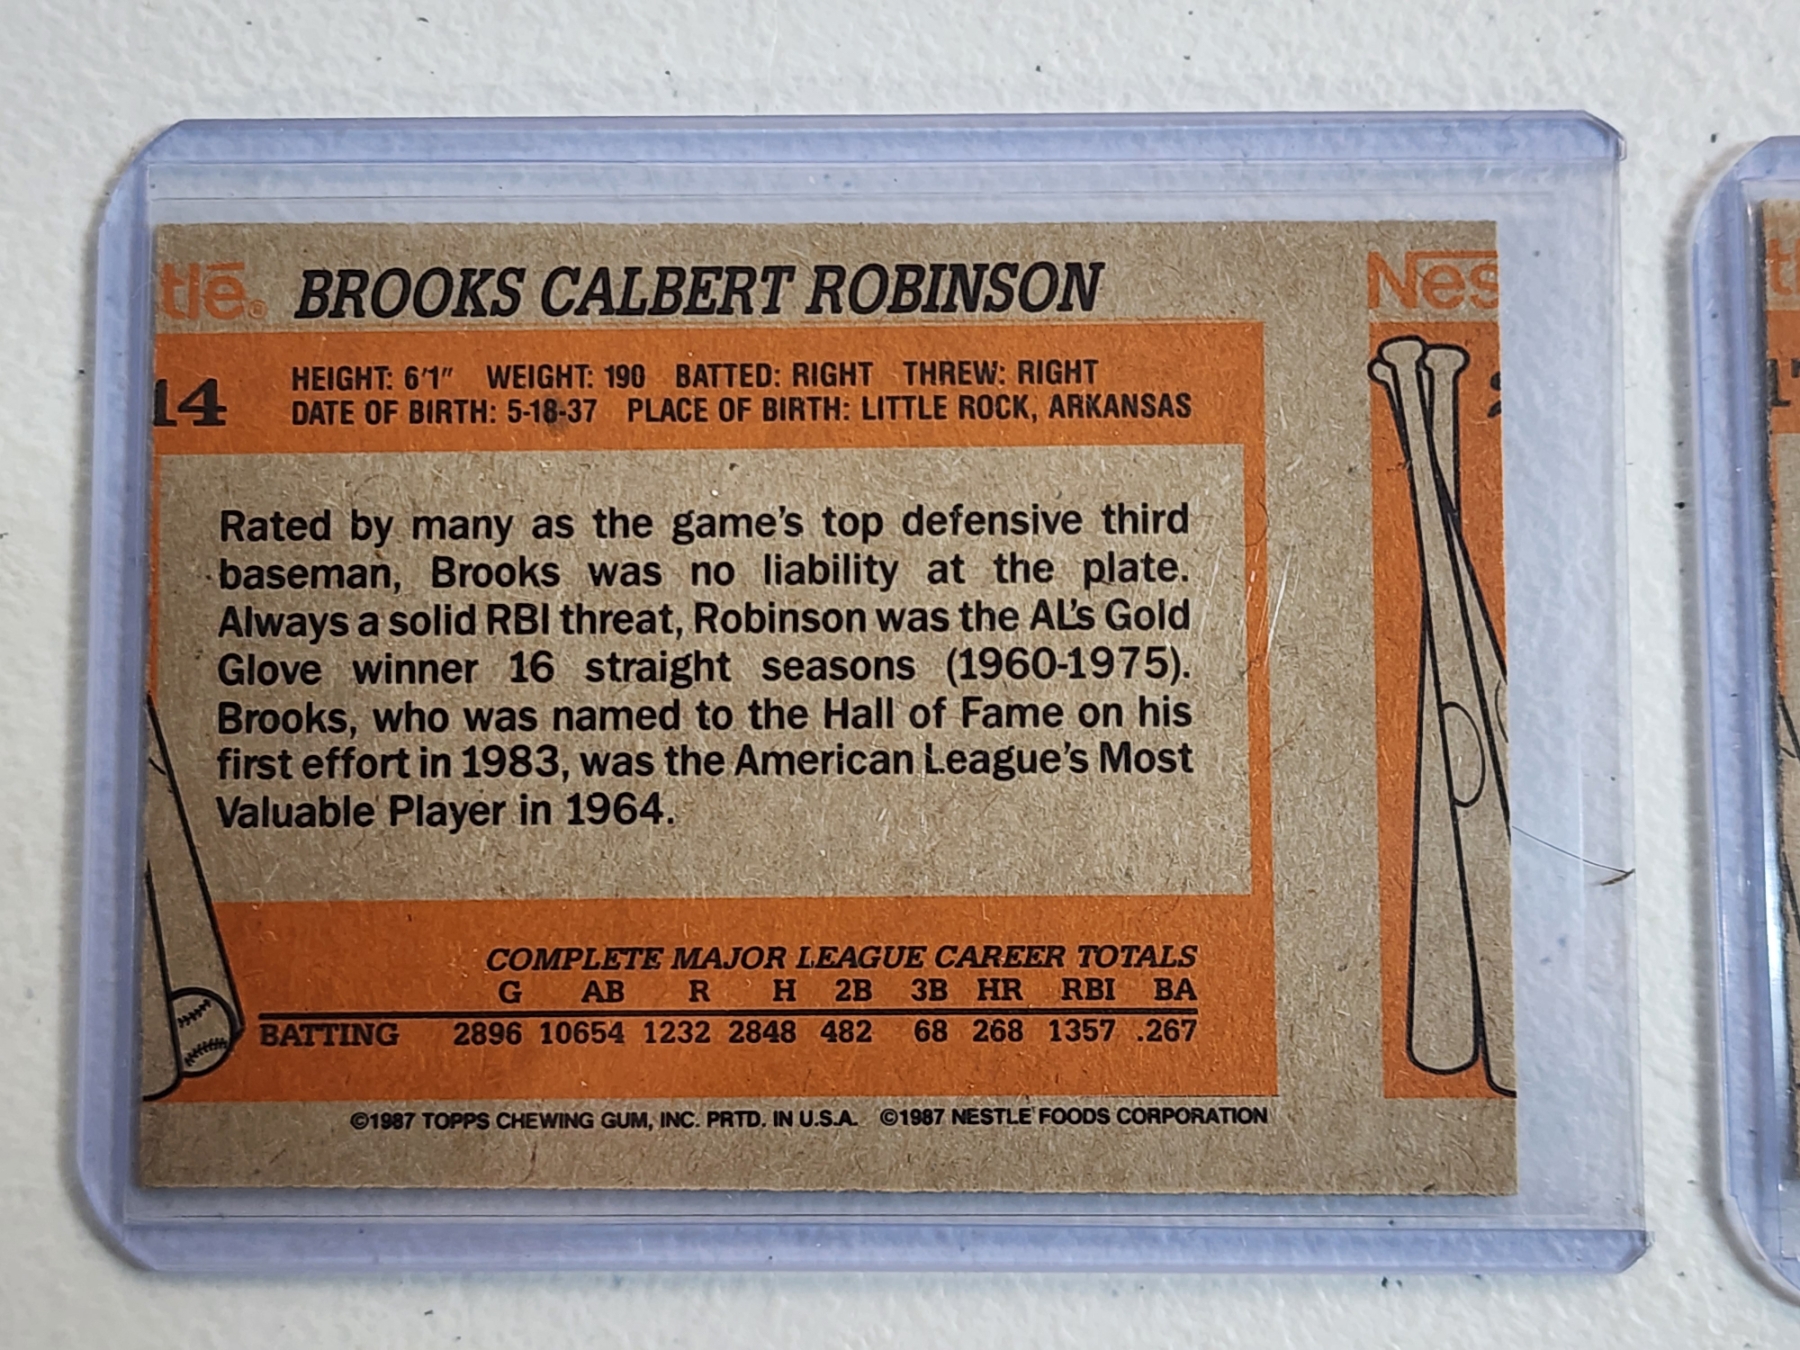 tlé® BROOKS CALBERT ROBINSON Nes
14 HEIGHT: 6'1" WEIGHT: 190 BATTED: RIGHT THREW: RIGHT
DATE OF BIRTH: 5-18-37 PLACE OF BIRTH: LITTLE ROCK, ARKANSAS
Rated by many as the game's top defensive third
baseman, Brooks was no liability at the plate.
Always a solid RBI threat, Robinson was the AL's Gold
Glove winner 16 straight seasons (1960-1975).
Brooks, who was named to the Hall of Fame on his
first effort in 1983, was the American League's Most
Valuable Player in 1964.
COMPLETE MAJOR LEAGUE CAREER TOTALS
G AB R H 2B 3B HR RBI BA
BATTING 2896 10654 1232 2848 482 68 268 1357 .267
©1987 TOPPS CHEWING GUM, INC. PRTD. IN U.S.A. ©1987 NESTLE FOODS CORPORATION